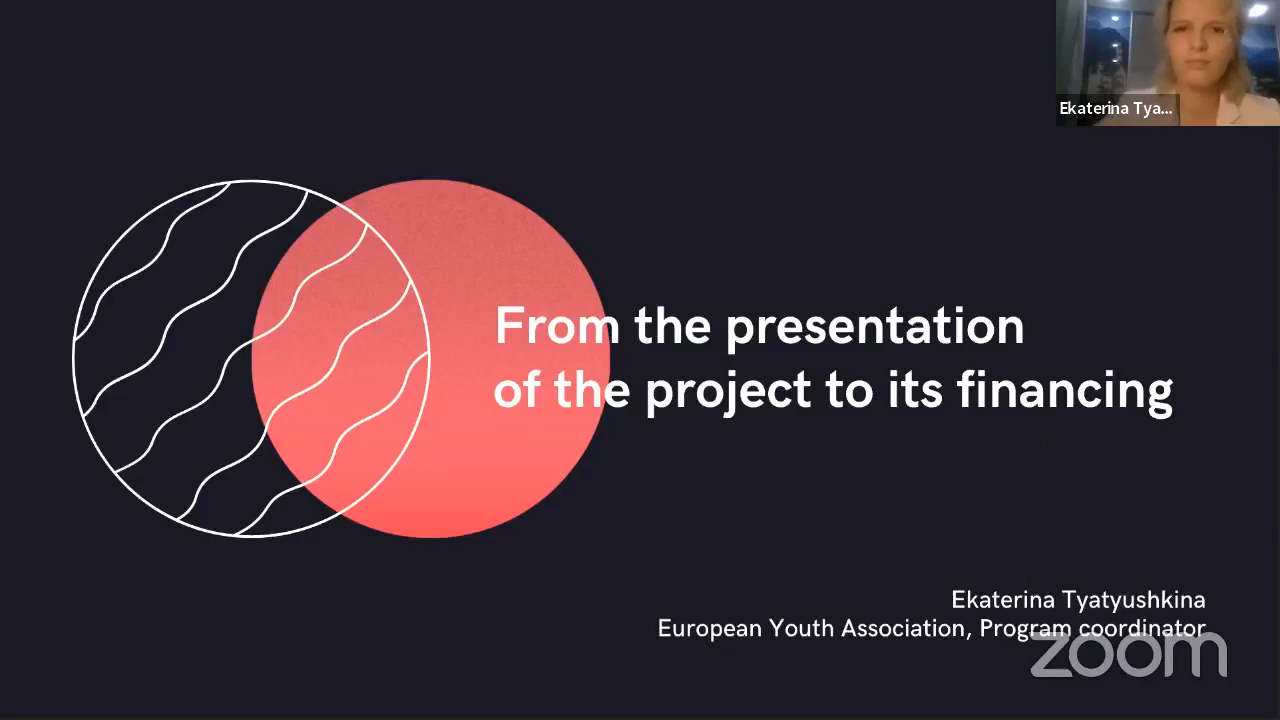 Ekaterina Tya...
From the presentation
of the project to its financing
Ekaterina Tyatyushkina
European Youth Association, Program coordinator
zoom